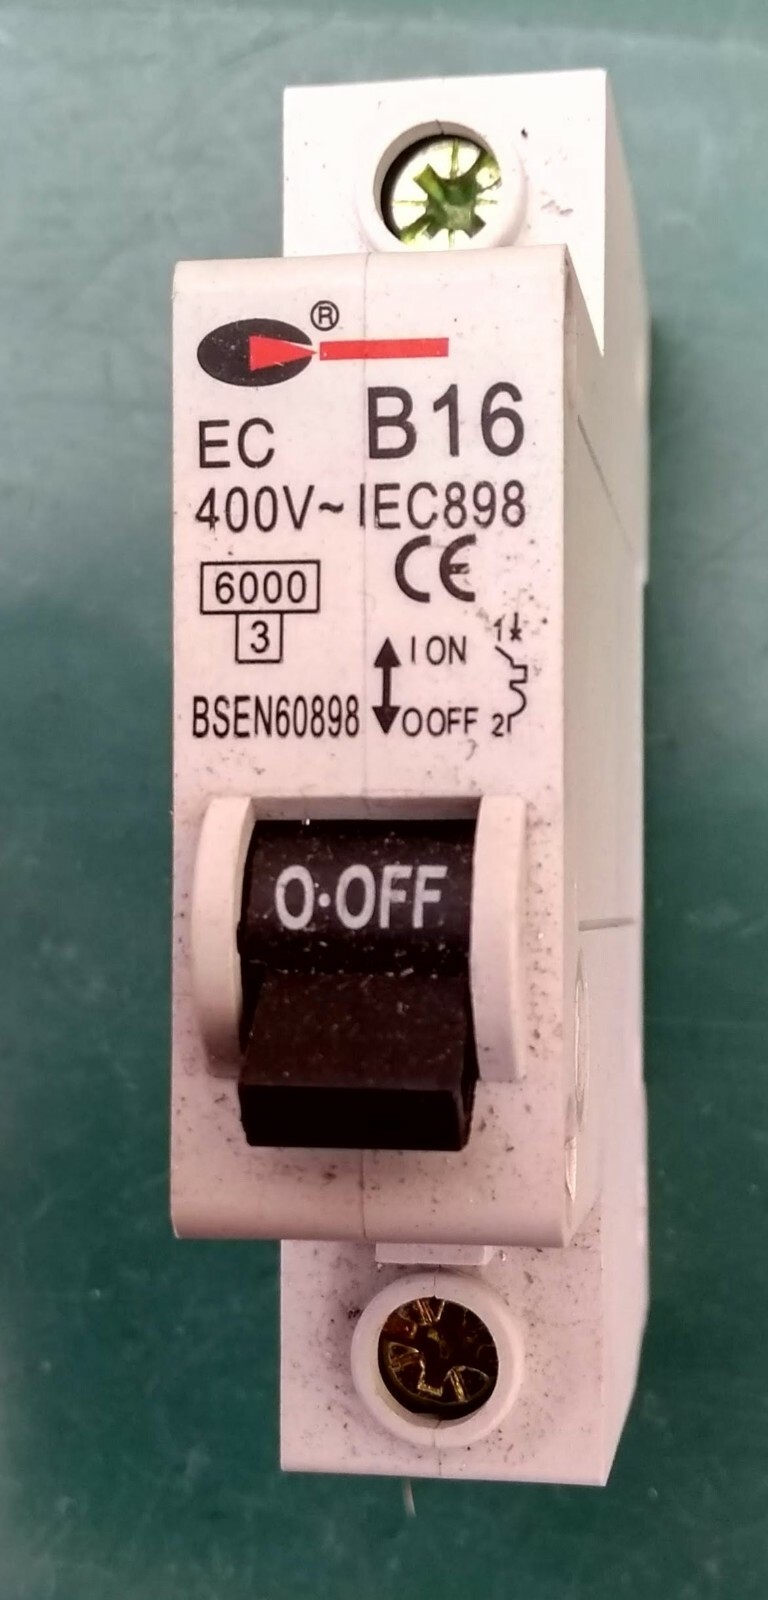 ®
EC B16
400V~ IEC898
6000 CE
3
I ON 1
BSEN60898 O OFF 2
O·OFF